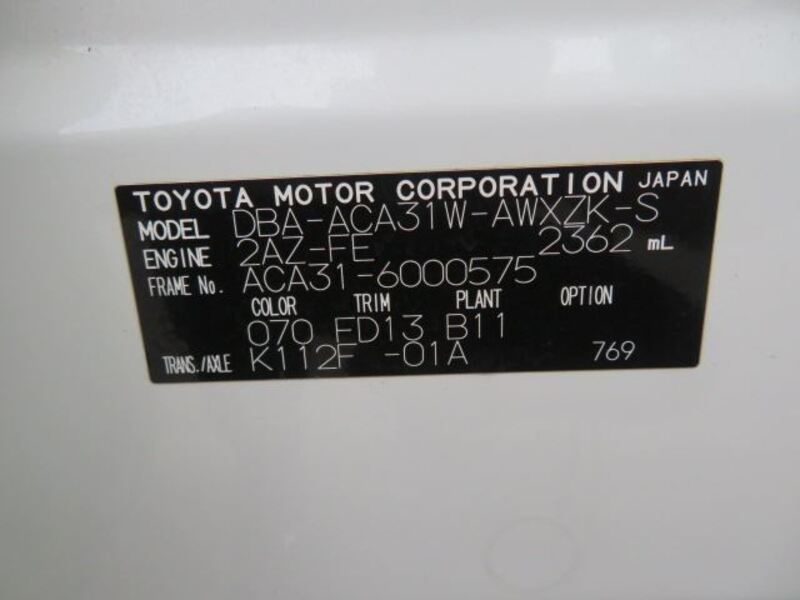 TOYOTA MOTOR CORPORATION JAPAN
MODEL DBA-ACA31W-AWXZK-S
ENGINE 2AZ-FE 2362 mL
FRAME No. ACA31-6000575
COLOR TRIM PLANT OPTION
070 FD13 B11
TRANS./AXLE K112F -01A 769